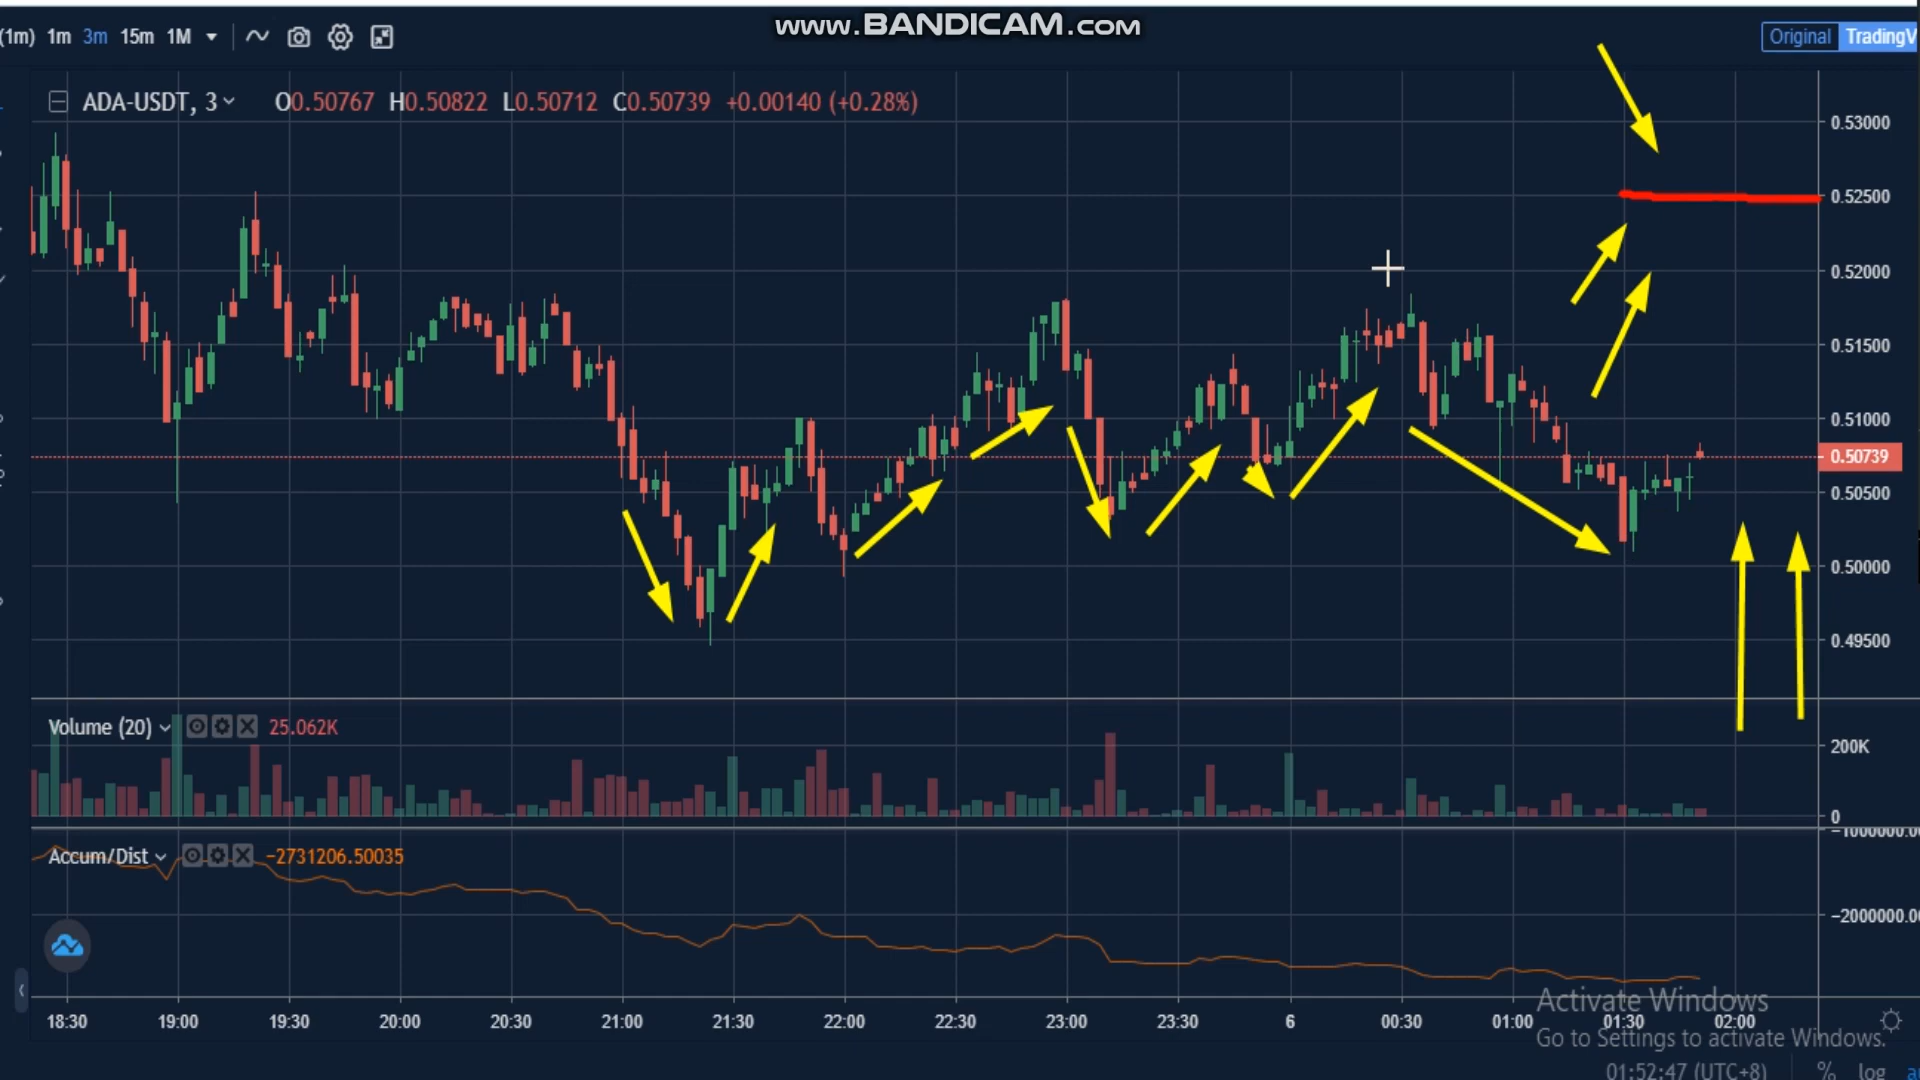 www.BANDICAM.com
(1m) 1m 3m 15m 1M
Original TradingV
ADA-USDT, 3 O0.50767 H0.50822 L0.50712 C0.50739 +0.00140 (+0.28%)
0.53000
0.52500
0.52000
0.51500
0.51000
0.50739
0.50500
0.50000
0.49500
Volume (20) 25.062K
200K
0
Accum/Dist -2731206.50035
-1000000.00
-2000000.00
18:30 19:00 19:30 20:00 20:30 21:00 21:30 22:00 22:30 23:00 23:30 6 00:30 01:00 01:30 02:00
Activate Windows
Go to Settings to activate Windows.
01:52:47 (UTC+8) % log